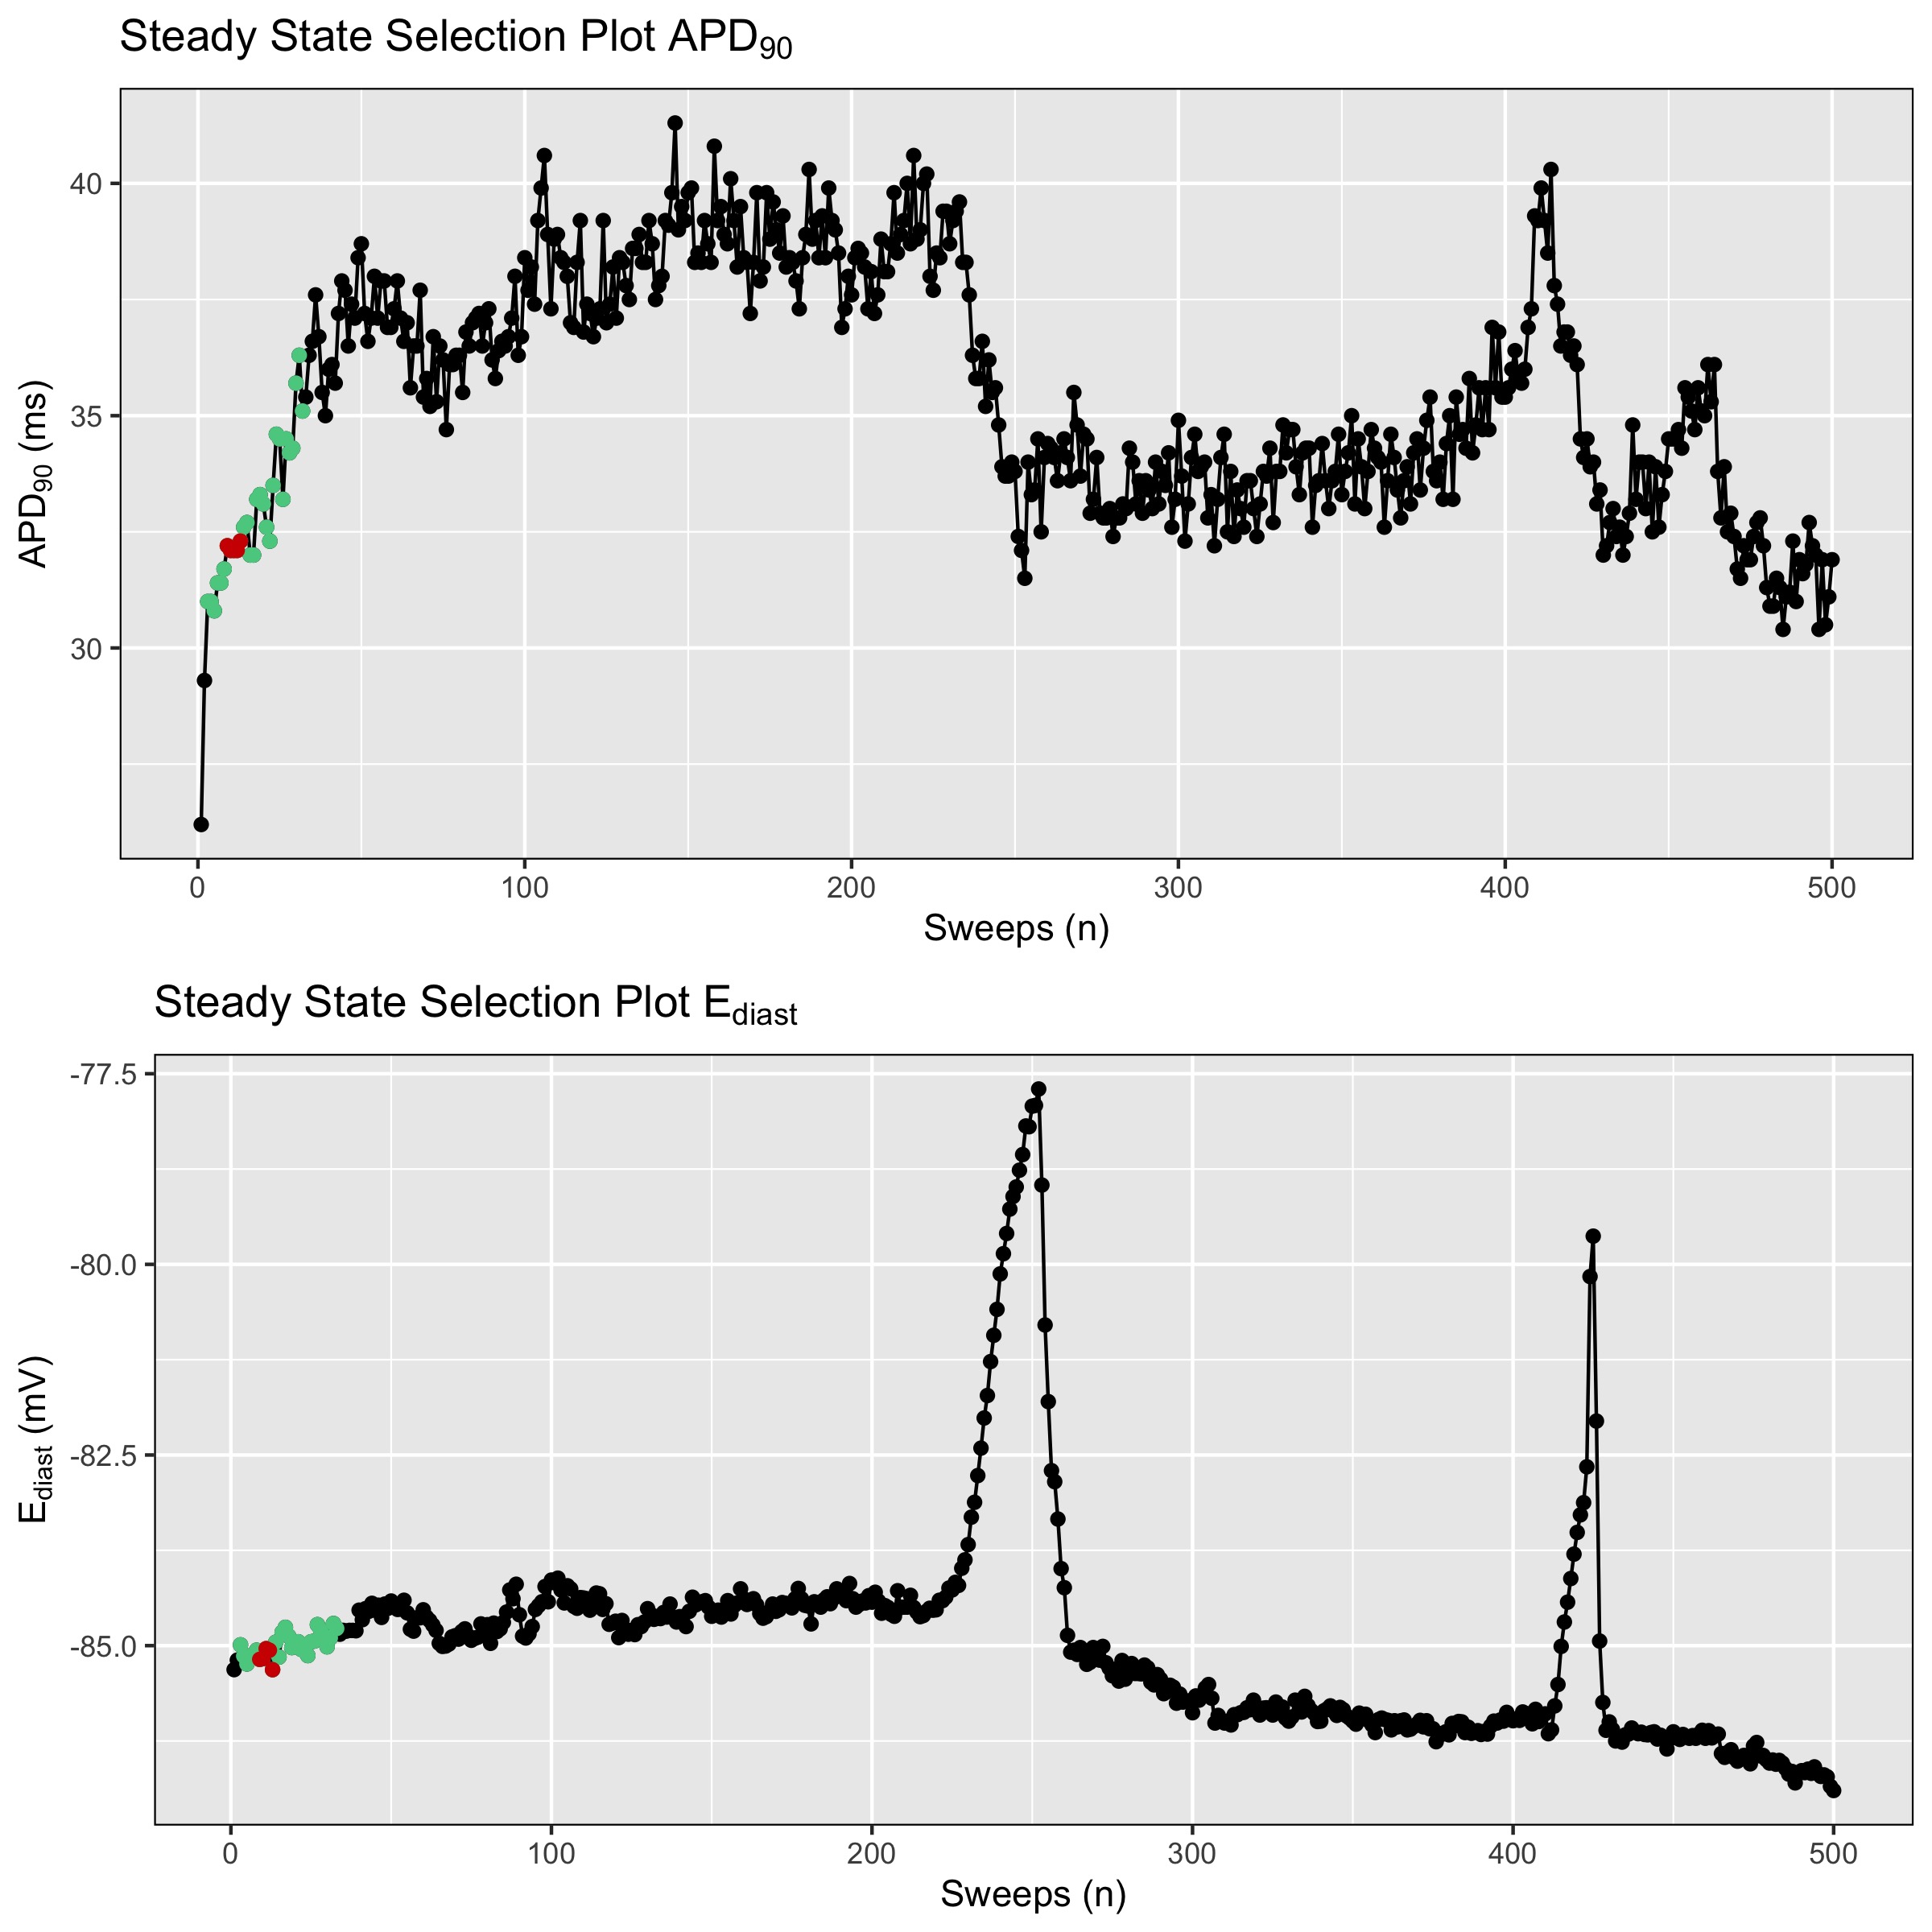 Steady State Selection Plot APD90
40
35
30
APD90 (ms)
0 100 200 300 400 500
Sweeps (n)
Steady State Selection Plot Ediast
-77.5
-80.0
-82.5
-85.0
Ediast (mV)
0 100 200 300 400 500
Sweeps (n)